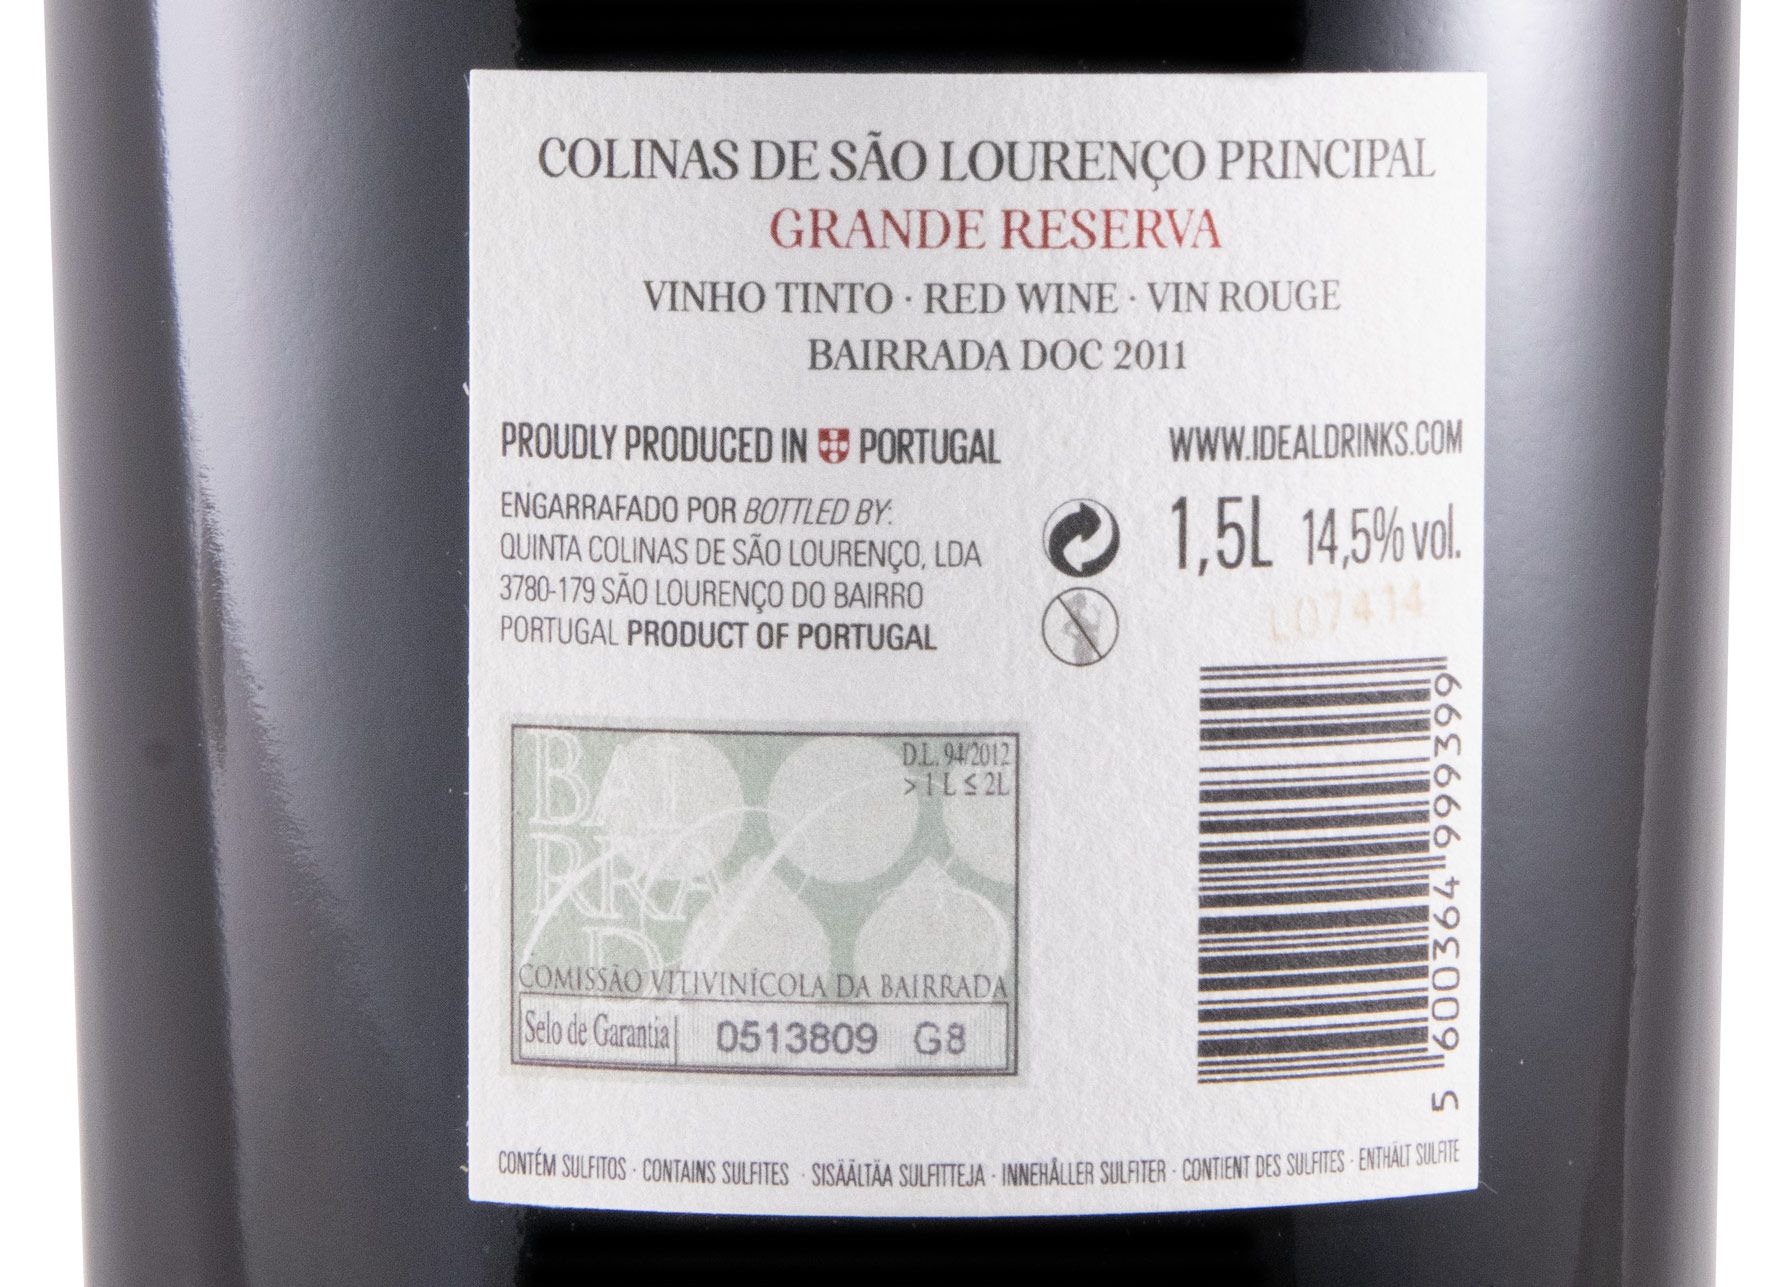 COLINAS DE SÃO LOURENÇO PRINCIPAL
GRANDE RESERVA
VINHO TINTO · RED WINE · VIN ROUGE
BAIRRADA DOC 2011
PROUDLY PRODUCED IN PORTUGAL
WWW.IDEALDRINKS.COM
ENGARRAFADO POR BOTTLED BY:
QUINTA COLINAS DE SÃO LOURENÇO, LDA
3780-179 SÃO LOURENÇO DO BAIRRO
PORTUGAL PRODUCT OF PORTUGAL
1,5L 14,5% vol.
L07414
BAI
RRA
D
D.L. 94/2012
> 1 L ≤ 2L
COMISSÃO VITIVINÍCOLA DA BAIRRADA
Selo de Garantia 0513809 G8
5 600364 999399
CONTÉM SULFITOS · CONTAINS SULFITES · SISÄÄLTÄÄ SULFITTEJA · INNEHÅLLER SULFITER · CONTIENT DES SULFITES · ENTHÄLT SULFITE